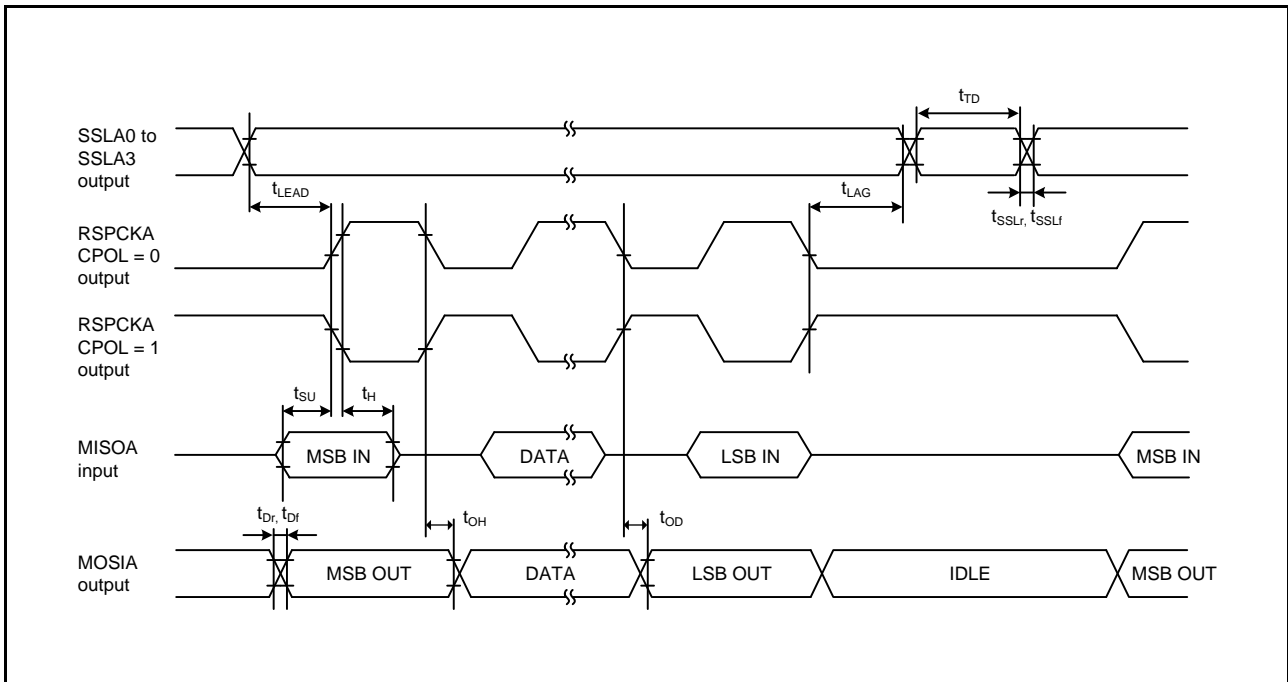 tTD
SSLA0 to
SSLA3
output
tLEAD
tLAG
tSSLr, tSSLf
RSPCKA
CPOL = 0
output
RSPCKA
CPOL = 1
output
tSU
tH
MISOA
input
MSB IN
DATA
LSB IN
MSB IN
tDr, tDf
tOH
tOD
MOSIA
output
MSB OUT
DATA
LSB OUT
IDLE
MSB OUT